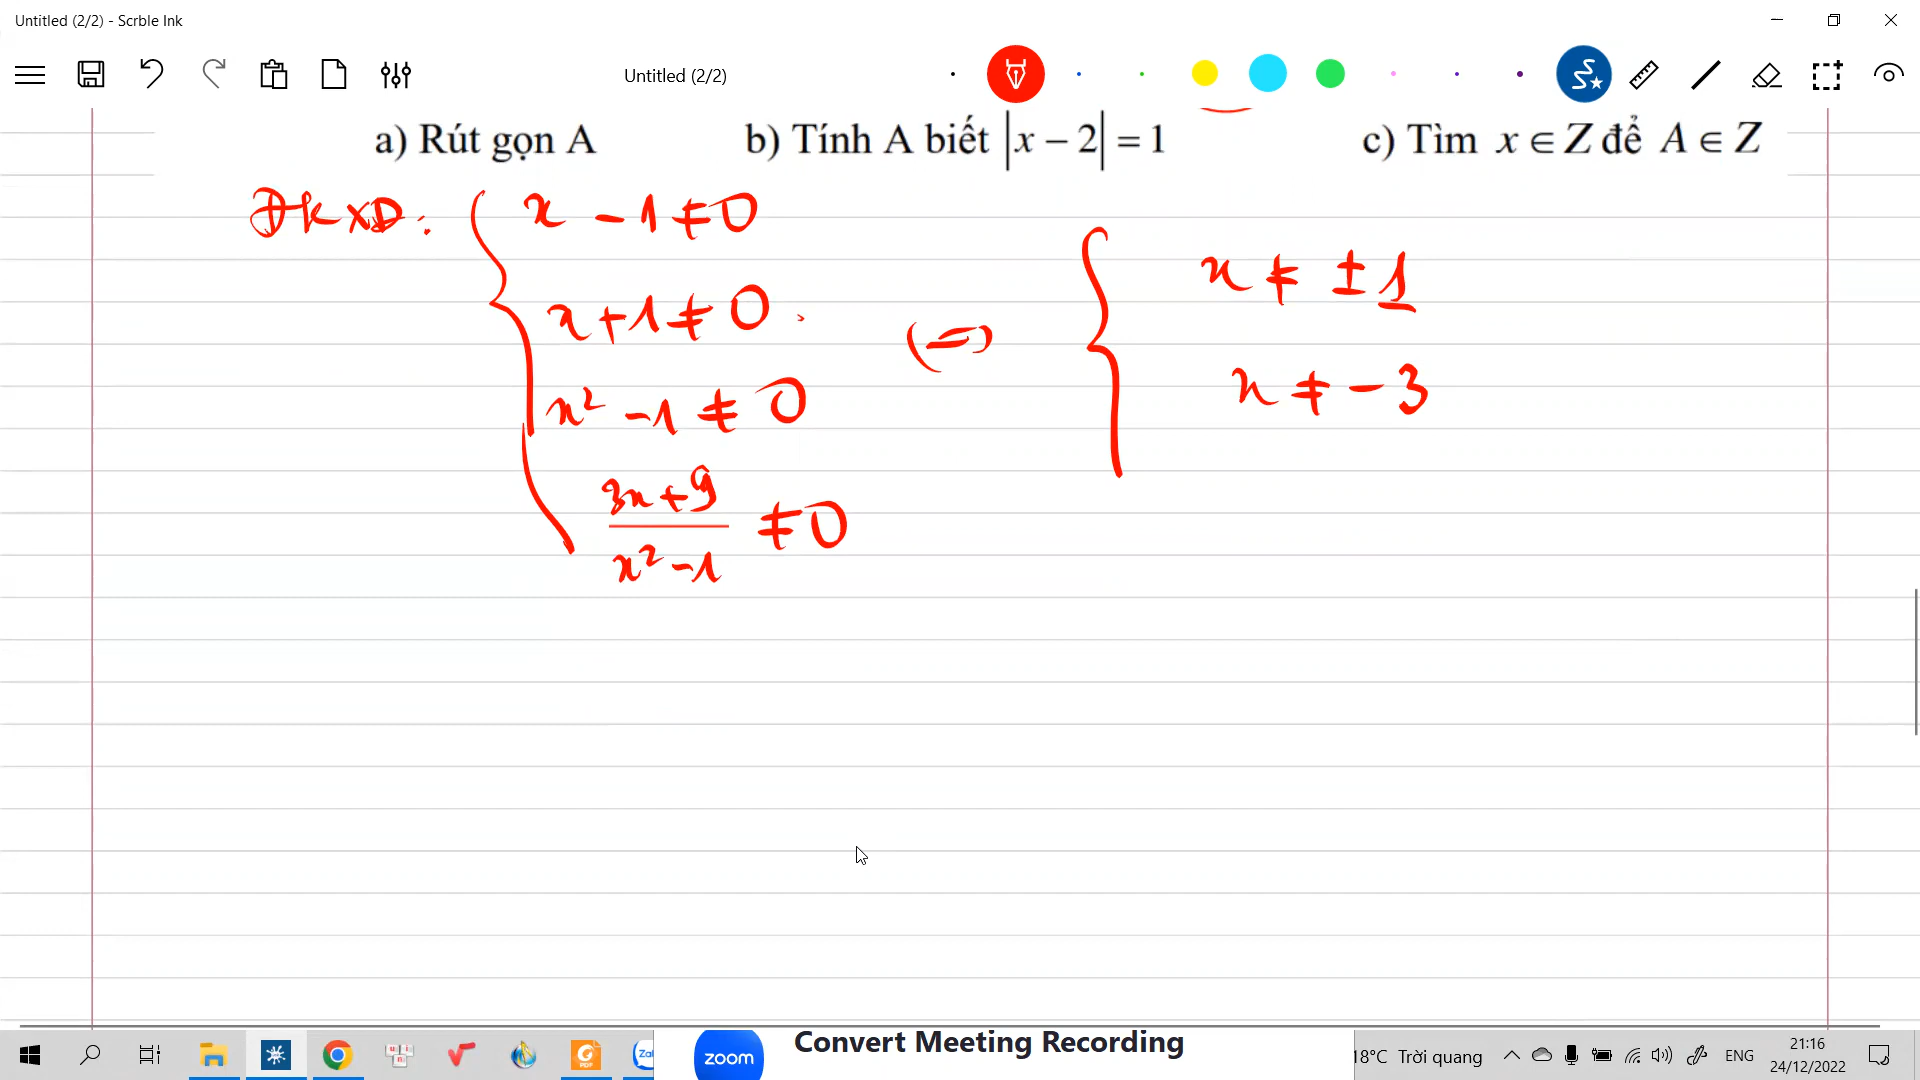 Untitled (2/2) - Scrble Ink
Untitled (2/2)
a) Rút gọn A b) Tính A biết |x − 2| = 1 c) Tìm x ∈ Z để A ∈ Z
ĐKXĐ: { x − 1 ≠ 0
x + 1 ≠ 0.
x² − 1 ≠ 0
(3x + 9)/(x² − 1) ≠ 0
(=)
{ x ≠ ± 1
x ≠ − 3
zoom Convert Meeting Recording
18°C Trời quang ENG 21:16
24/12/2022